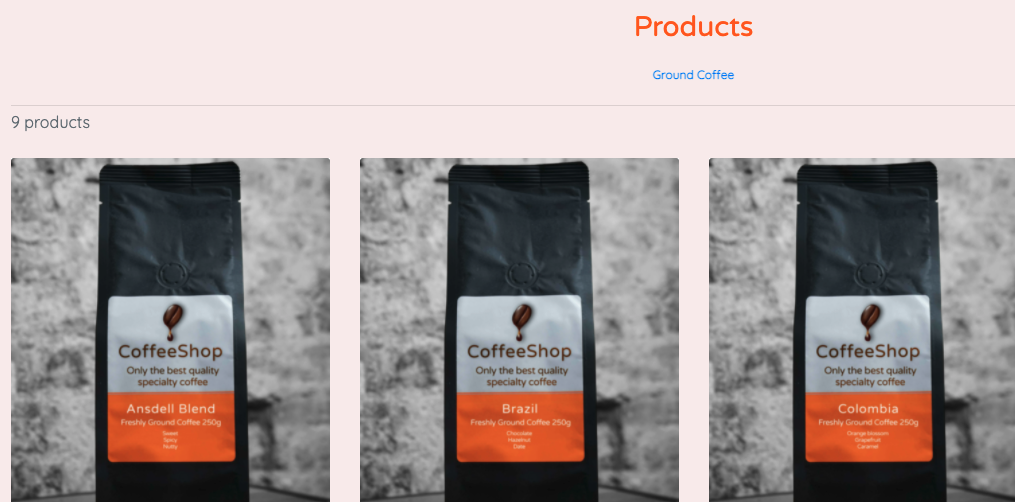 Products
Ground Coffee
9 products
CoffeeShop
Only the best quality
specialty coffee
Ansdell Blend
Freshly Ground Coffee 250g
Sweet
Spicy
Nutty
CoffeeShop
Only the best quality
specialty coffee
Brazil
Freshly Ground Coffee 250g
Chocolate
Hazelnut
Date
CoffeeShop
Only the best quality
specialty coffee
Colombia
Freshly Ground Coffee 250g
Orange blossom
Grapefruit
Caramel